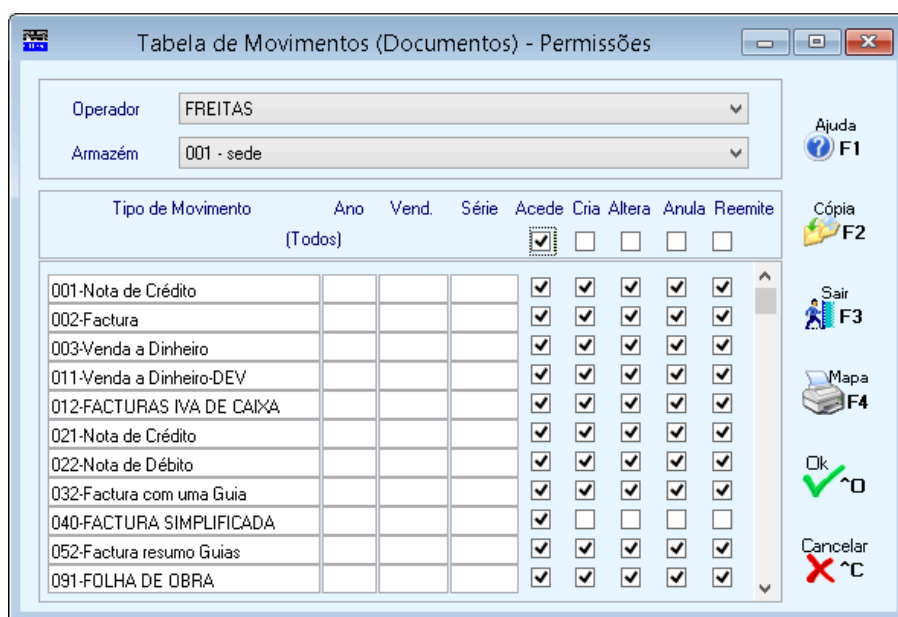 Tabela de Movimentos (Documentos) - Permissões
Operador FREITAS
Armazém 001 - sede
Ajuda
F1
Tipo de Movimento Ano Vend. Série Acede Cria Altera Anula Reemite
(Todos)
Cópia
F2
001-Nota de Crédito
002-Factura
003-Venda a Dinheiro
011-Venda a Dinheiro-DEV
012-FACTURAS IVA DE CAIXA
021-Nota de Crédito
022-Nota de Débito
032-Factura com uma Guia
040-FACTURA SIMPLIFICADA
052-Factura resumo Guias
091-FOLHA DE OBRA
Sair
F3
Mapa
F4
Ok
^O
Cancelar
^C